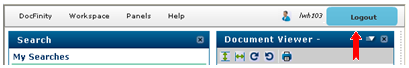 DocFinity Workspace Panels Help lwh103 Logout
Search Document Viewer -
My Searches